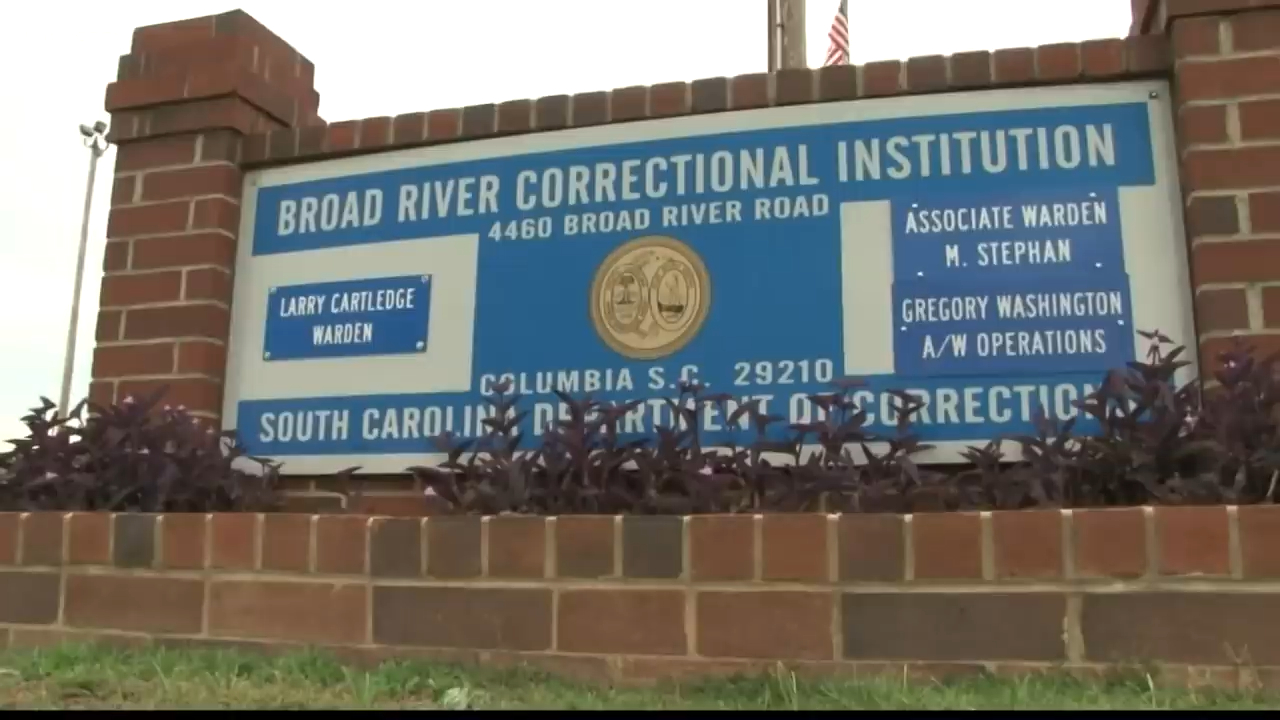 BROAD RIVER CORRECTIONAL INSTITUTION
4460 BROAD RIVER ROAD
LARRY CARTLEDGE
WARDEN
ASSOCIATE WARDEN
M. STEPHAN
GREGORY WASHINGTON
A/W OPERATIONS
COLUMBIA S.C. 29210
SOUTH CAROLINA DEPARTMENT OF CORRECTIONS